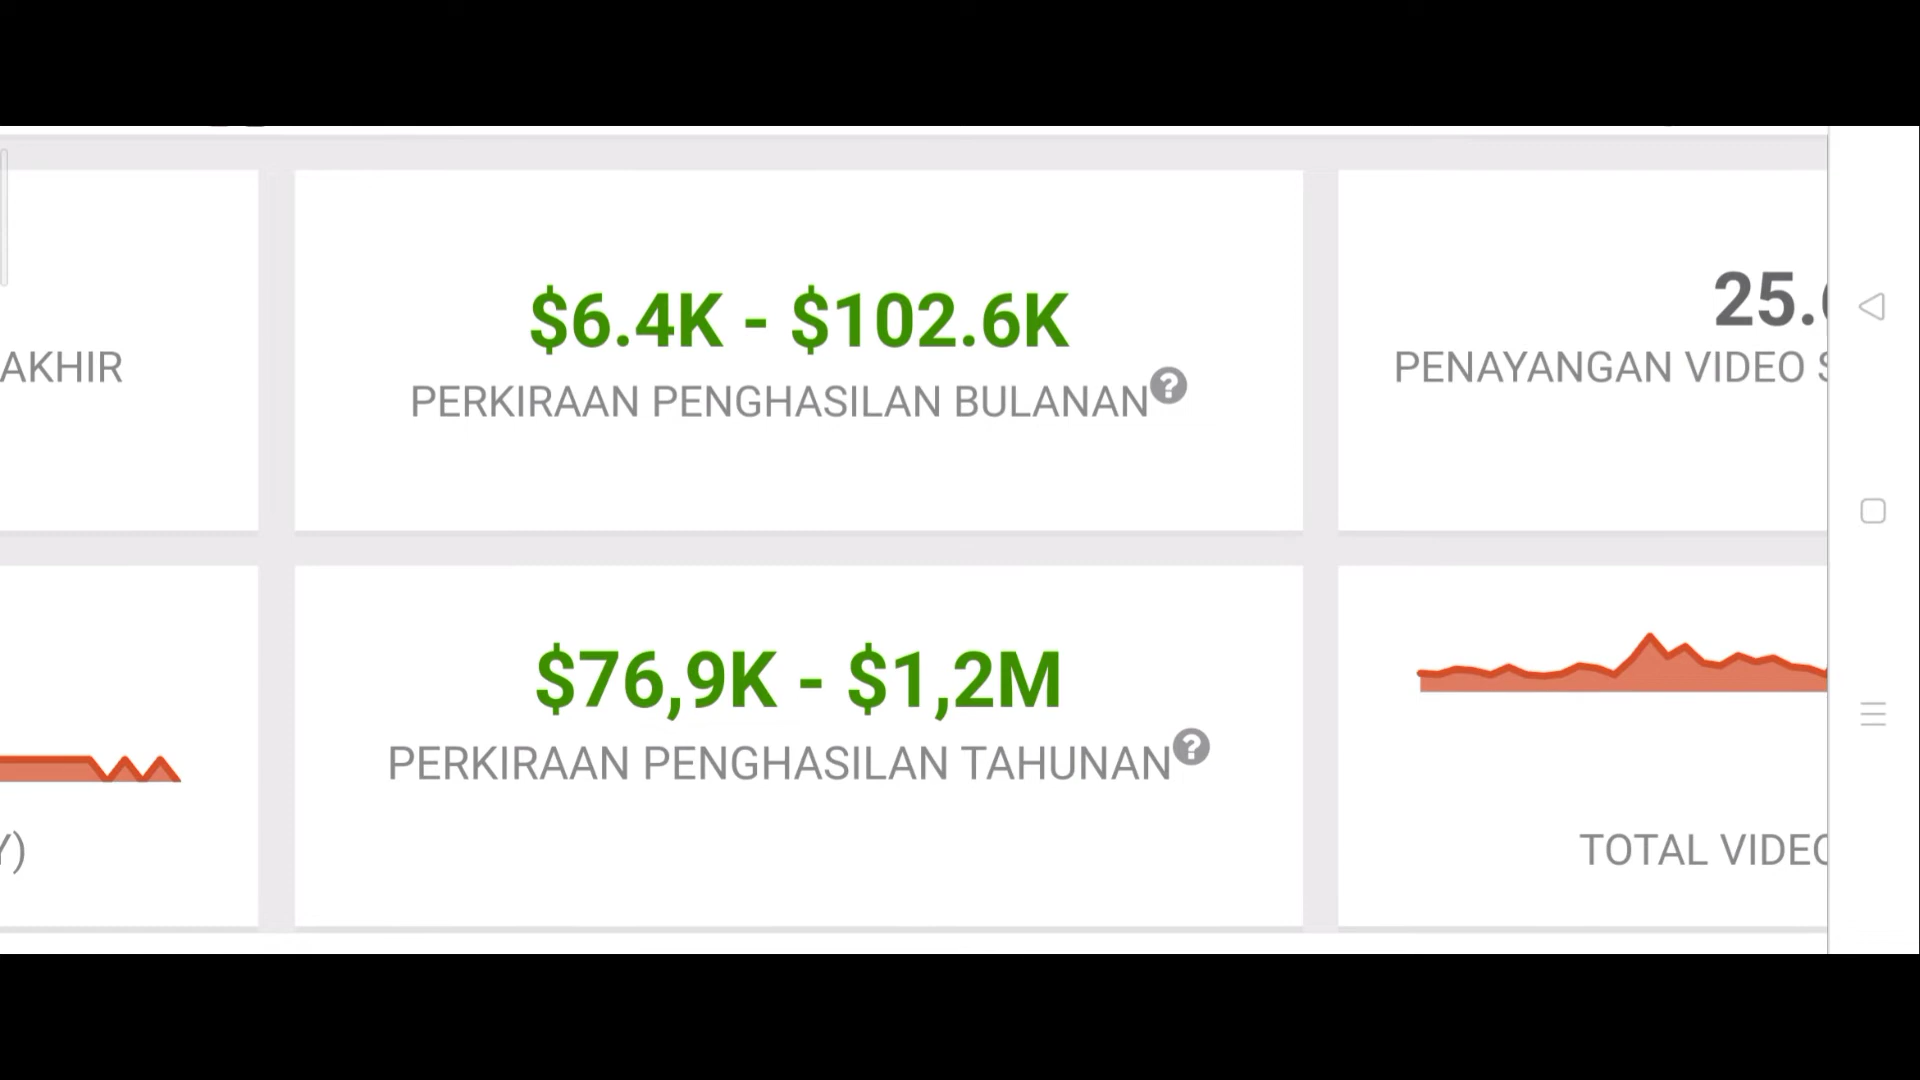 AKHIR
$6.4K - $102.6K
PERKIRAAN PENGHASILAN BULANAN?
25.
PENAYANGAN VIDEO
Y)
$76,9K - $1,2M
PERKIRAAN PENGHASILAN TAHUNAN?
TOTAL VIDEO